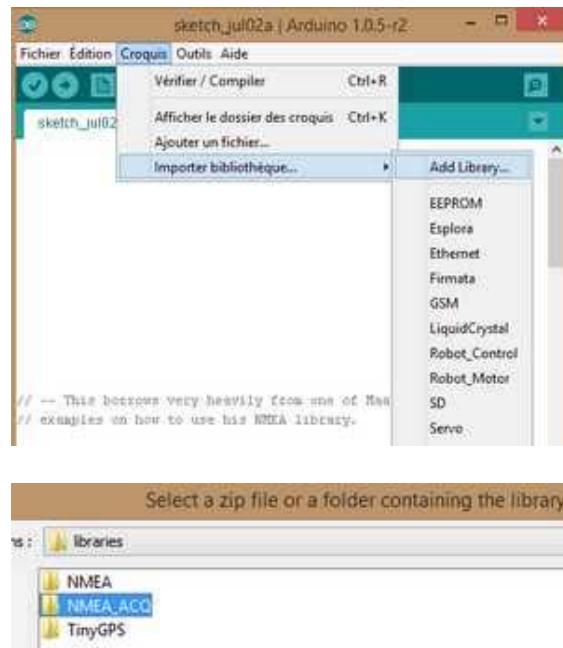 sketch_jul02a | Arduino 1.0.5-r2
Fichier Édition Croquis Outils Aide
Vérifier / Compiler Ctrl+R
sketch_jul02
Afficher le dossier des croquis Ctrl+K
Ajouter un fichier...
Importer bibliothèque...
Add Library...
EEPROM
Esplora
Ethernet
Firmata
GSM
LiquidCrystal
Robot_Control
Robot_Motor
SD
Servo
// -- This borrows very heavily from one of Maa
// examples on how to use his NMEA library.
Select a zip file or a folder containing the library
ns :
libraries
NMEA
NMEA_ACQ
TinyGPS